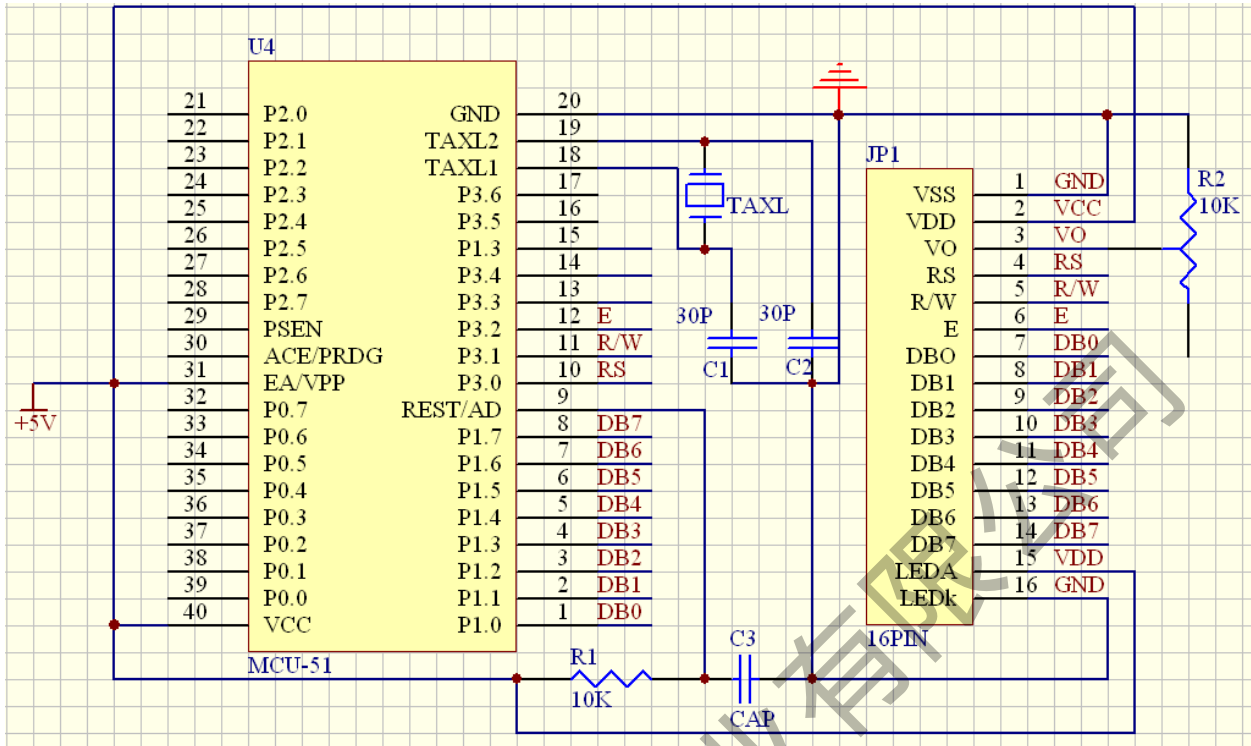 U4
21 P2.0 GND 20
22 P2.1 TAXL2 19
23 P2.2 TAXL1 18
24 P2.3 P3.6 17
25 P2.4 P3.5 16
26 P2.5 P1.3 15
27 P2.6 P3.4 14
28 P2.7 P3.3 13
29 PSEN P3.2 12 E
30 ACE/PRDG P3.1 11 R/W
31 EA/VPP P3.0 10 RS
32 P0.7 REST/AD 9
33 P0.6 P1.7 8 DB7
34 P0.5 P1.6 7 DB6
35 P0.4 P1.5 6 DB5
36 P0.3 P1.4 5 DB4
37 P0.2 P1.3 4 DB3
38 P0.1 P1.2 3 DB2
39 P0.0 P1.1 2 DB1
40 VCC P1.0 1 DB0
MCU-51
+5V
TAXL
30P
C1
30P
C2
R1
10K
C3
CAP
JP1
VSS 1 GND
VDD 2 VCC
VO 3 VO
RS 4 RS
R/W 5 R/W
E 6 E
DBO 7 DB0
DB1 8 DB1
DB2 9 DB2
DB3 10 DB3
DB4 11 DB4
DB5 12 DB5
DB6 13 DB6
DB7 14 DB7
LEDA 15 VDD
LEDk 16 GND
16PIN
R2
10K
业有限公司